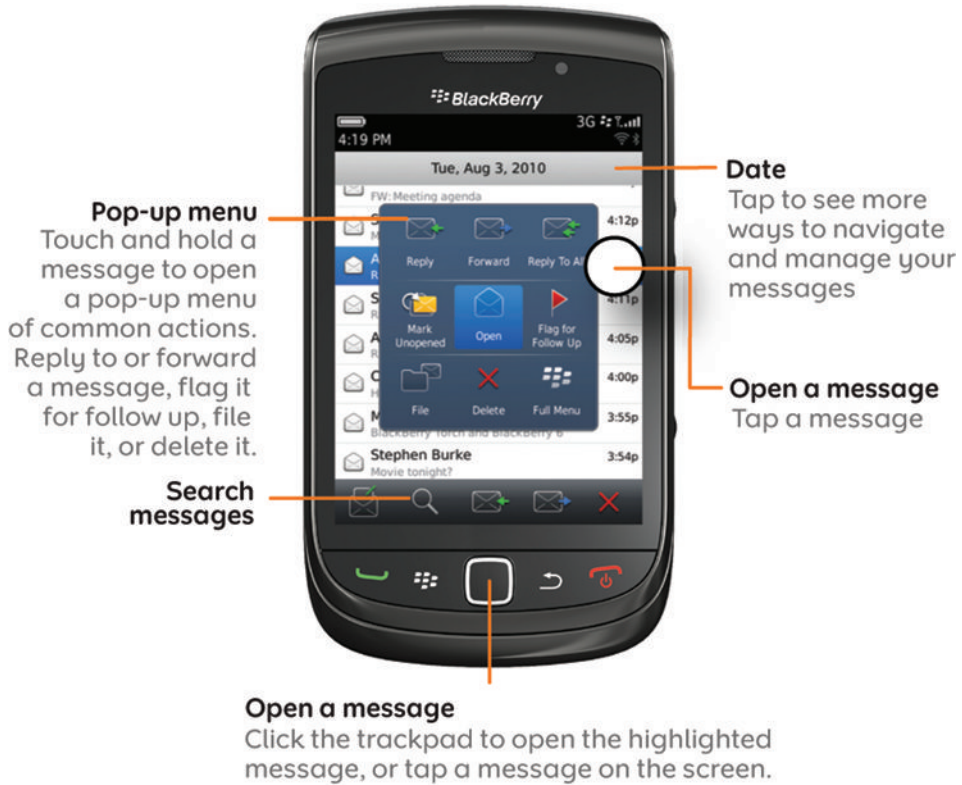 BlackBerry
3G
4:19 PM
Tue, Aug 3, 2010
FW: Meeting agenda
4:12p
Reply
Forward
Reply To All
4:11p
Mark
Unopened
Open
Flag for
Follow Up
4:05p
4:00p
File
Delete
Full Menu
3:55p
BlackBerry Torch and BlackBerry 6
Stephen Burke
3:54p
Movie tonight?
Pop-up menu
Touch and hold a
message to open
a pop-up menu
of common actions.
Reply to or forward
a message, flag it
for follow up, file
it, or delete it.
Search
messages
Date
Tap to see more
ways to navigate
and manage your
messages
Open a message
Tap a message
Open a message
Click the trackpad to open the highlighted
message, or tap a message on the screen.